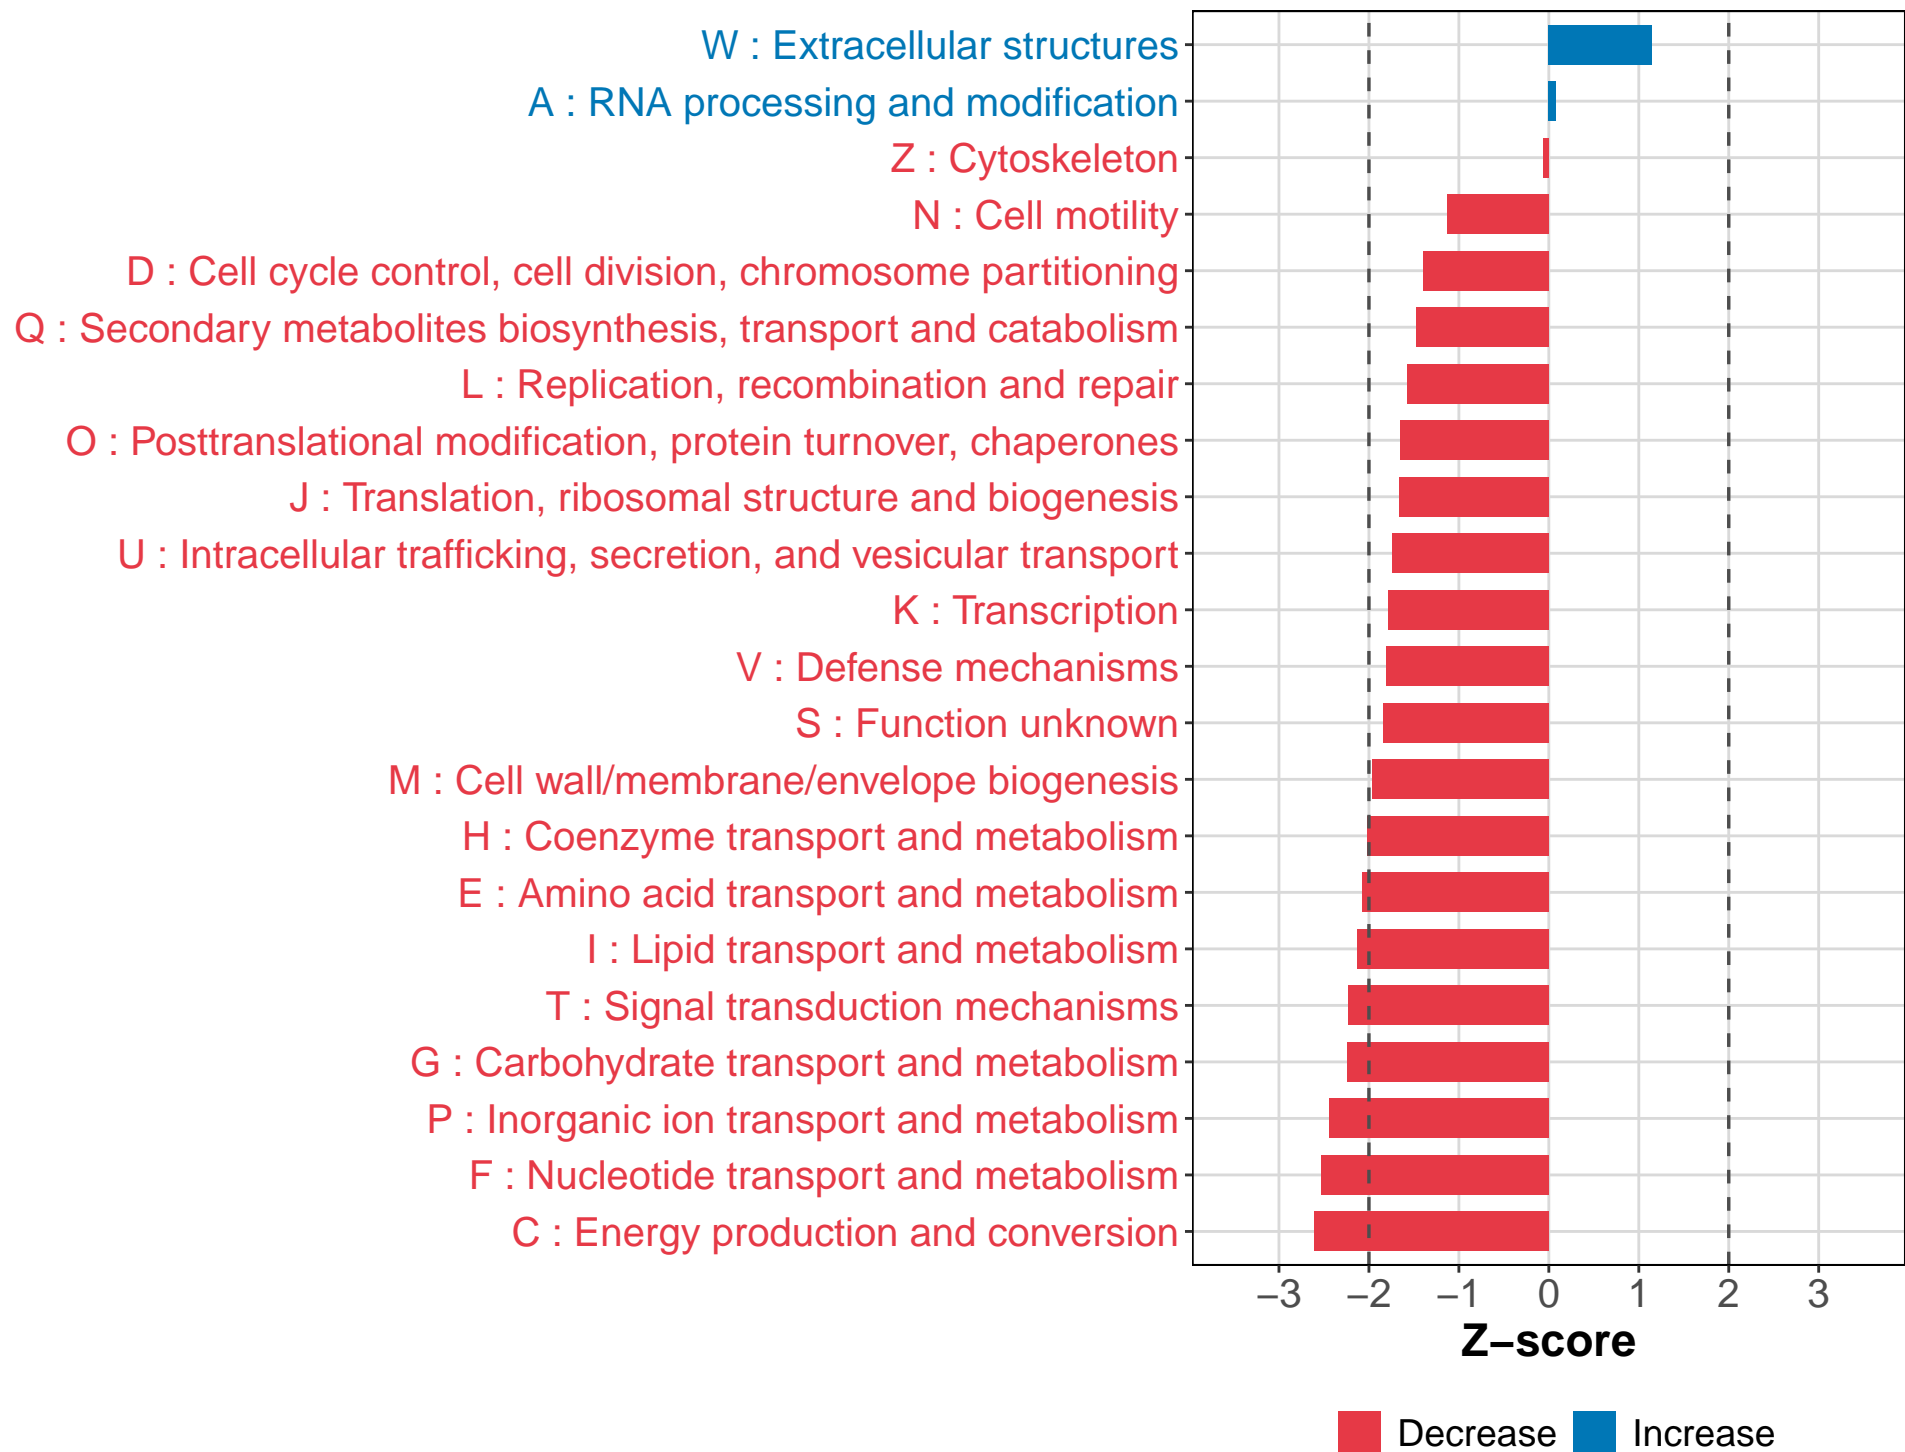 W : Extracellular structures
A : RNA processing and modification
Z : Cytoskeleton
N : Cell motility
D : Cell cycle control, cell division, chromosome partitioning
Q : Secondary metabolites biosynthesis, transport and catabolism
L : Replication, recombination and repair
O : Posttranslational modification, protein turnover, chaperones
J : Translation, ribosomal structure and biogenesis
U : Intracellular trafficking, secretion, and vesicular transport
K : Transcription
V : Defense mechanisms
S : Function unknown
M : Cell wall/membrane/envelope biogenesis
H : Coenzyme transport and metabolism
E : Amino acid transport and metabolism
I : Lipid transport and metabolism
T : Signal transduction mechanisms
G : Carbohydrate transport and metabolism
P : Inorganic ion transport and metabolism
F : Nucleotide transport and metabolism
C : Energy production and conversion
−3 −2 −1 0 1 2 3
Z−score
Decrease Increase